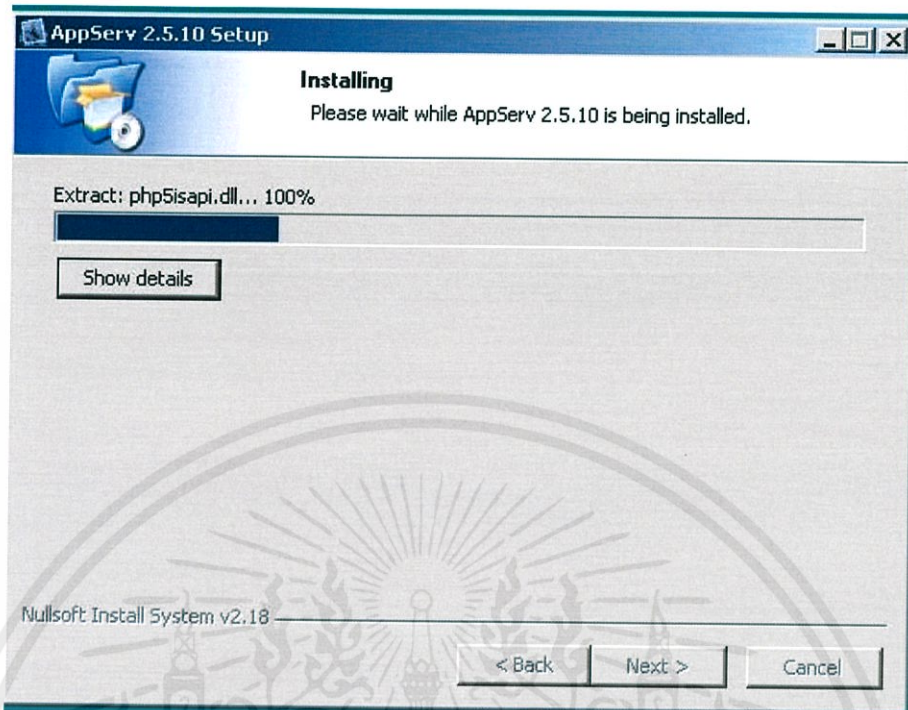 AppServ 2.5.10 Setup
Installing
Please wait while AppServ 2.5.10 is being installed.
Extract: php5isapi.dll... 100%
Show details
Nullsoft Install System v2.18
< Back
Next >
Cancel